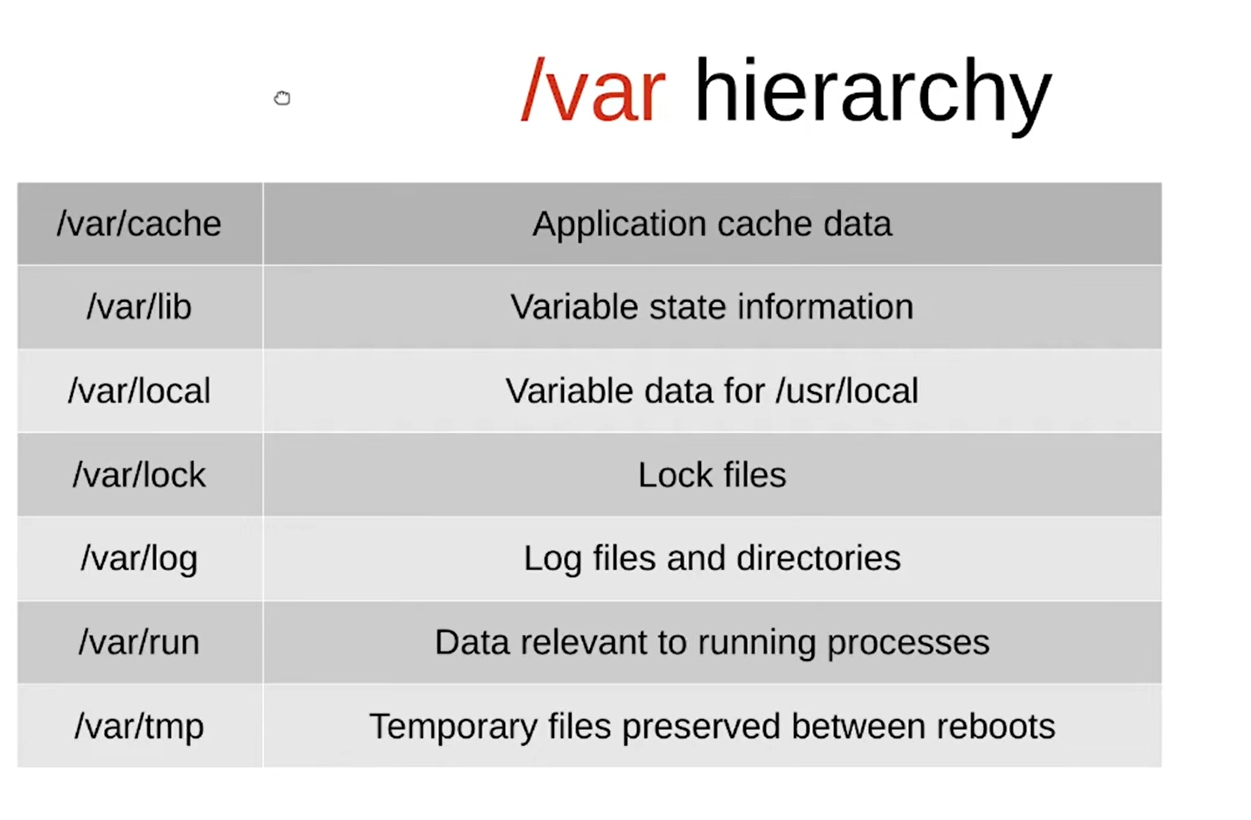 /var hierarchy
/var/cache Application cache data
/var/lib Variable state information
/var/local Variable data for /usr/local
/var/lock Lock files
/var/log Log files and directories
/var/run Data relevant to running processes
/var/tmp Temporary files preserved between reboots